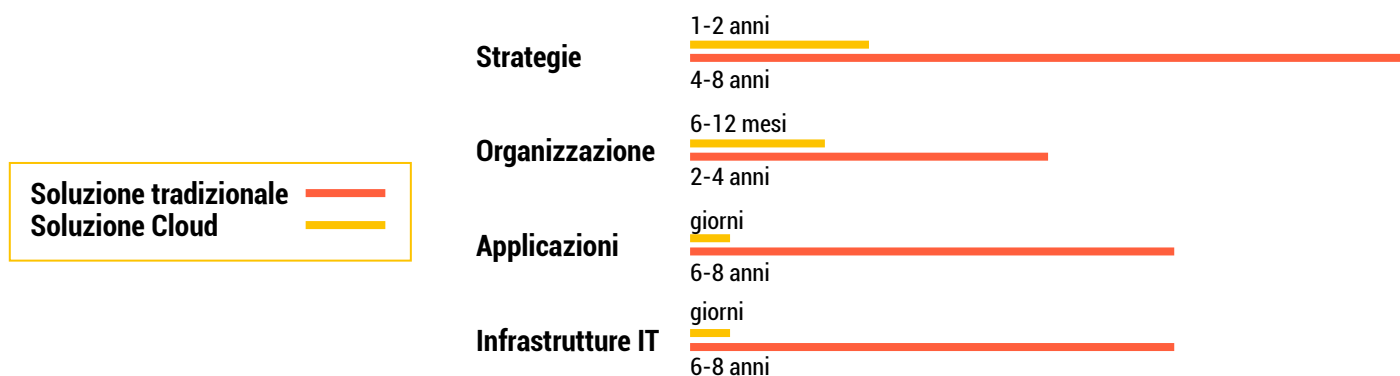 1-2 anni
Strategie
4-8 anni
6-12 mesi
Organizzazione
2-4 anni
Soluzione tradizionale
Soluzione Cloud
giorni
Applicazioni
6-8 anni
giorni
Infrastrutture IT
6-8 anni